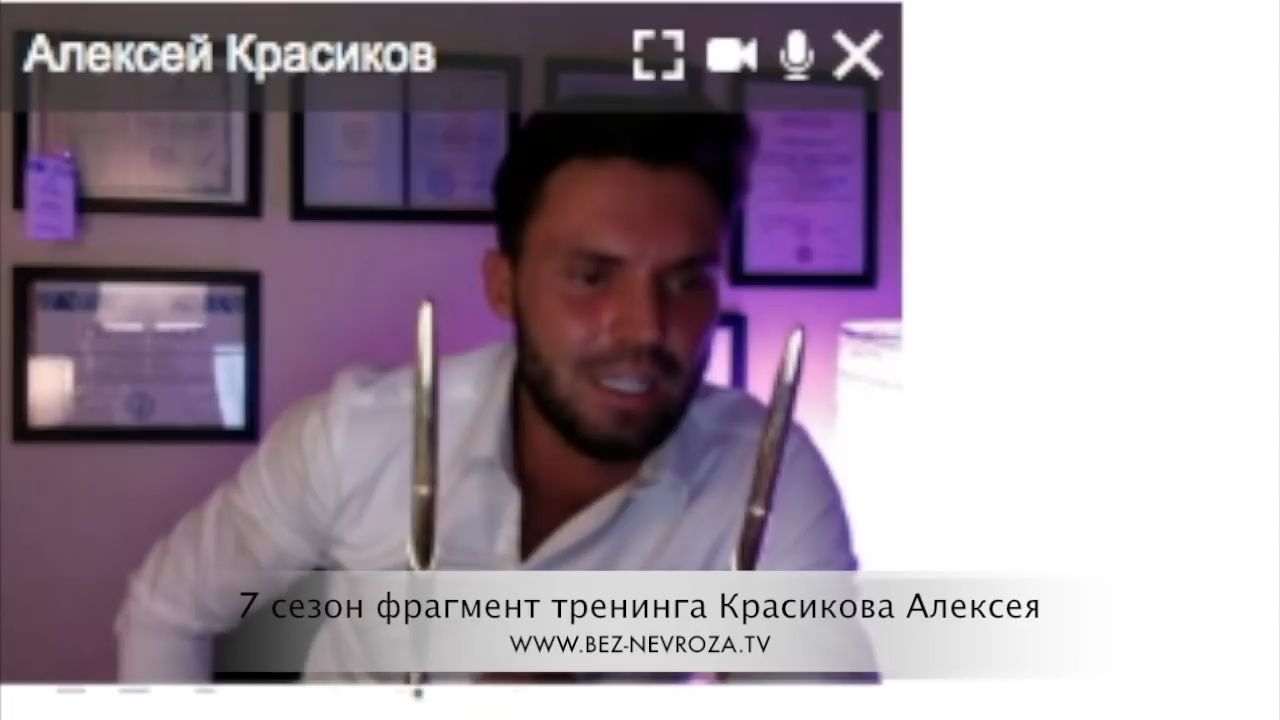 Алексей Красиков
7 сезон фрагмент тренинга Красикова Алексея
WWW.BEZ-NEVROZA.TV